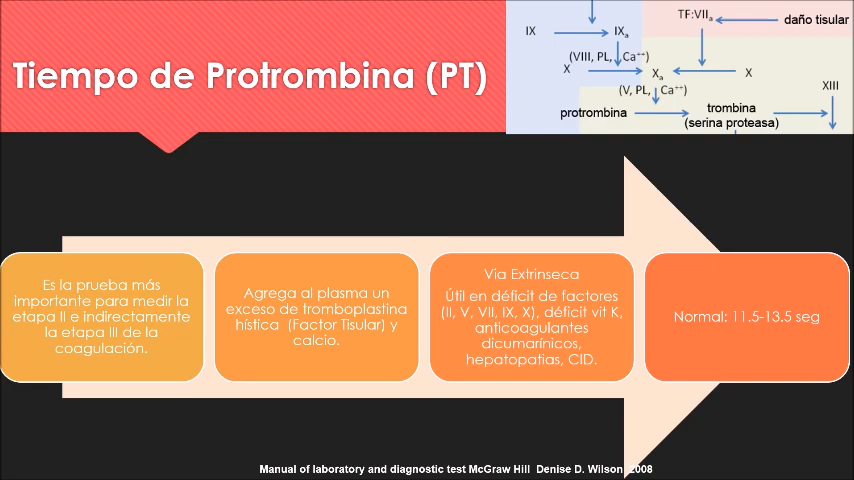 Tiempo de Protrombina (PT)
IX
IXa
TF:VIIa
daño tisular
(VIII, PL, Ca⁺⁺)
X
Xa
X
(V, PL, Ca⁺⁺)
XIII
protrombina
trombina
(serina proteasa)
Es la prueba más
importante para medir la
etapa II e indirectamente
la etapa III de la
coagulación.
Agrega al plasma un
exceso de tromboplastina
hística (Factor Tisular) y
calcio.
Via Extrinseca
Útil en déficit de factores
(II, V, VII, IX, X), déficit vit K,
anticoagulantes
dicumarínicos,
hepatopatias, CID.
Normal: 11.5-13.5 seg
Manual of laboratory and diagnostic test McGraw Hill Denise D. Wilson 2008